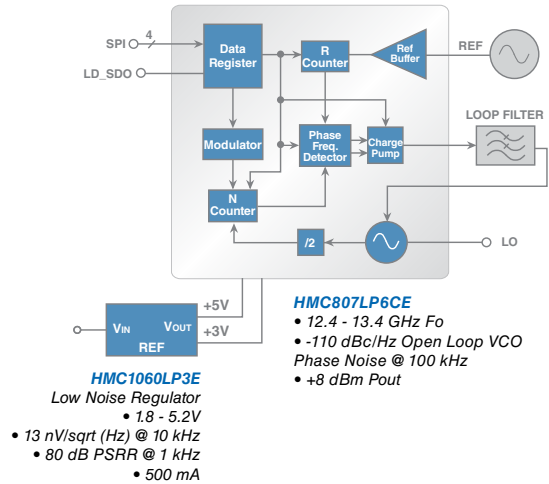 SPI
4
LD_SDO
Data
Register
R
Counter
Ref
Buffer
REF
Modulator
Phase
Freq.
Detector
Charge
Pump
LOOP FILTER
N
Counter
/2
LO
+5V
+3V
VIN
VOUT
REF
HMC807LP6CE
• 12.4 - 13.4 GHz Fo
• -110 dBc/Hz Open Loop VCO
Phase Noise @ 100 kHz
• +8 dBm Pout
HMC1060LP3E
Low Noise Regulator
• 1.8 - 5.2V
• 13 nV/sqrt (Hz) @ 10 kHz
• 80 dB PSRR @ 1 kHz
• 500 mA